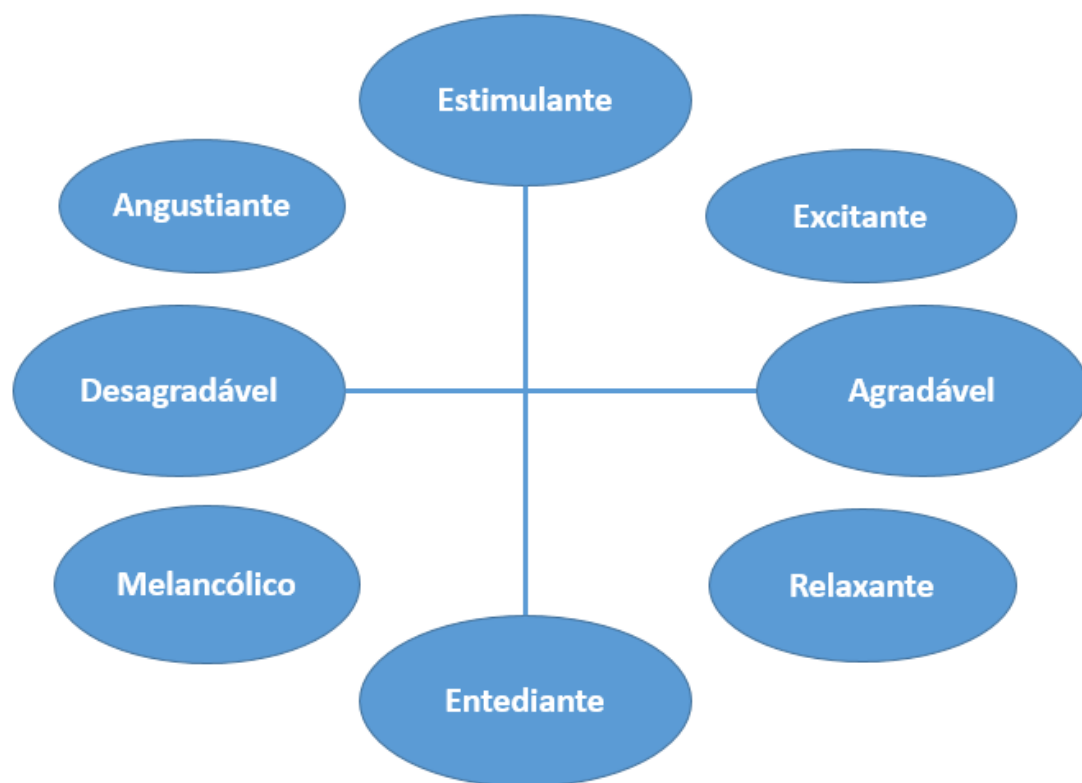 Estimulante
Angustiante
Excitante
Desagradável
Agradável
Melancólico
Relaxante
Entediante